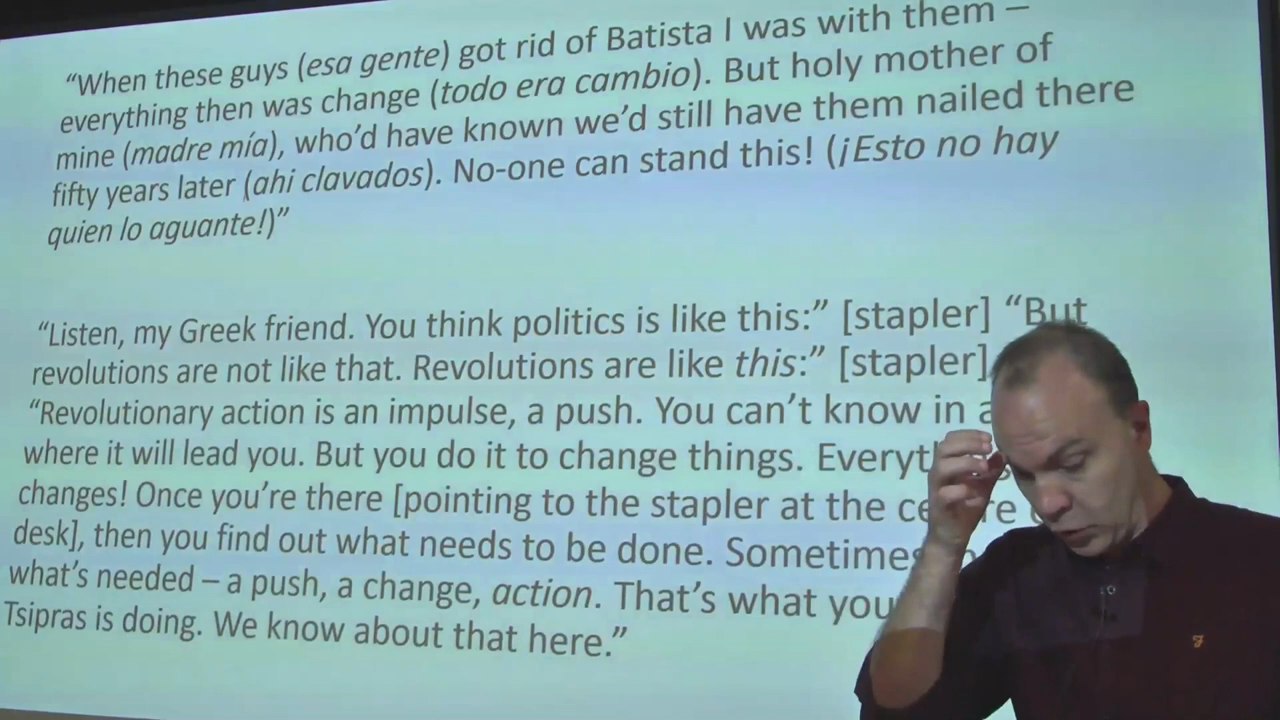 “When these guys (esa gente) got rid of Batista I was with them –
everything then was change (todo era cambio). But holy mother of
mine (madre mía), who’d have known we’d still have them nailed there
fifty years later (ahi clavados). No-one can stand this! (¡Esto no hay
quien lo aguante!)”
“Listen, my Greek friend. You think politics is like this:” [stapler] “But
revolutions are not like that. Revolutions are like this:” [stapler]
“Revolutionary action is an impulse, a push. You can’t know in
where it will lead you. But you do it to change things.
changes! Once you’re there [pointing to the stapler at the
desk], then you find out what needs to be done. Sometimes
what’s needed – a push, a change, action. That’s what
Tsipras is doing. We know about that here.”